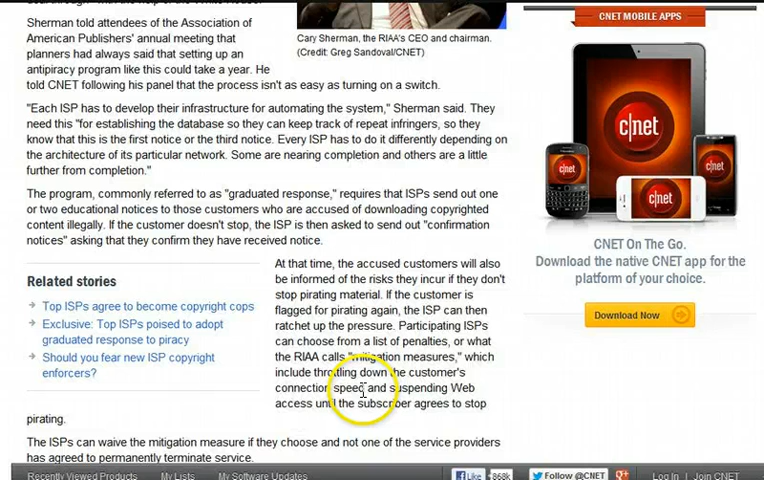 Sherman told attendees of the Association of
American Publishers' annual meeting that
planners had always said that setting up an
antipiracy program like this could take a year. He
told CNET following his panel that the process isn't as easy as turning on a switch.
Cary Sherman, the RIAA's CEO and chairman.
(Credit: Greg Sandoval/CNET)
"Each ISP has to develop their infrastructure for automating the system," Sherman said. They
need this "for establishing the database so they can keep track of repeat infringers, so they
know that this is the first notice or the third notice. Every ISP has to do it differently depending on
the architecture of its particular network. Some are nearing completion and others are a little
further from completion."
The program, commonly referred to as "graduated response," requires that ISPs send out one
or two educational notices to those customers who are accused of downloading copyrighted
content illegally. If the customer doesn't stop, the ISP is then asked to send out "confirmation
notices" asking that they confirm they have received notice.
Related stories
Top ISPs agree to become copyright cops
Exclusive: Top ISPs poised to adopt
graduated response to piracy
Should you fear new ISP copyright
enforcers?
At that time, the accused customers will also
be informed of the risks they incur if they don't
stop pirating material. If the customer is
flagged for pirating again, the ISP can then
ratchet up the pressure. Participating ISPs
can choose from a list of penalties, or what
the RIAA calls "mitigation measures," which
include throttling down the customer's
connection speed and suspending Web
access until the subscriber agrees to stop
pirating.
The ISPs can waive the mitigation measure if they choose and not one of the service providers
has agreed to permanently terminate service.
CNET MOBILE APPS
c|net
c|net
c|net
c|net
CNET On The Go.
Download the native CNET app for the
platform of your choice.
Download Now
Recently Viewed Products
My Lists
My Software Updates
Like
868k
Follow @CNET
Log In
Join CNET